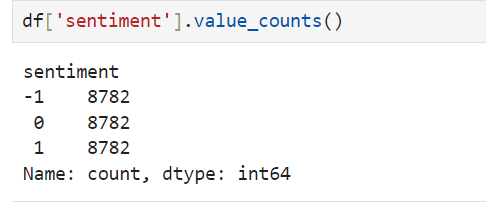 df['sentiment'].value_counts()
sentiment
-1    8782
 0    8782
 1    8782
Name: count, dtype: int64